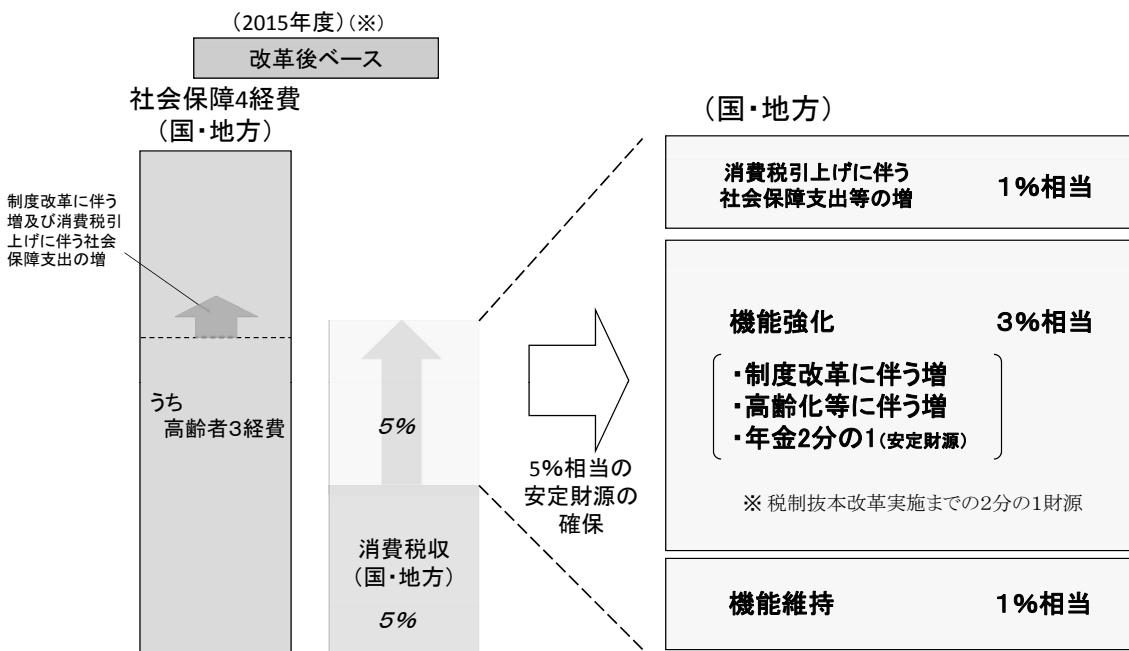 (2015年度)(※)
改革後ベース
社会保障4経費
(国・地方)
制度改革に伴う
増及び消費税引
上げに伴う社会
保障支出の増
うち
高齢者3経費
5%
消費税収
(国・地方)
5%
5%相当の
安定財源の
確保
(国・地方)
消費税引上げに伴う
社会保障支出等の増 1%相当
機能強化 3%相当
・制度改革に伴う増
・高齢化等に伴う増
・年金2分の1(安定財源)
※ 税制抜本改革実施までの2分の1財源
機能維持 1%相当